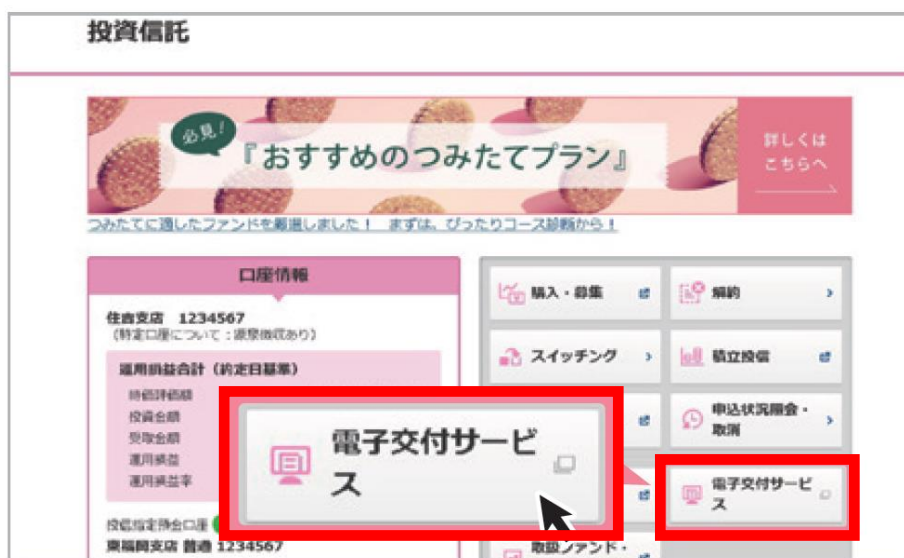 投資信託
必見!
『おすすめのつみたてプラン』
詳しくは
こちらへ
つみたてに適したファンドを厳選しました! まずは、ぴったりコース診断から!
口座情報
住吉支店 1234567
(特定口座について:源泉徴収あり)
運用損益合計(約定日基準)
時価評価額
投資金額
受取金額
運用損益
運用損益率
投信指定預金口座
東福岡支店 普通 1234567
購入・募集
解約
スイッチング
積立投信
申込状況照会・
取消
電子交付サービ
ス
電子交付サービ
ス
取扱ファンド・